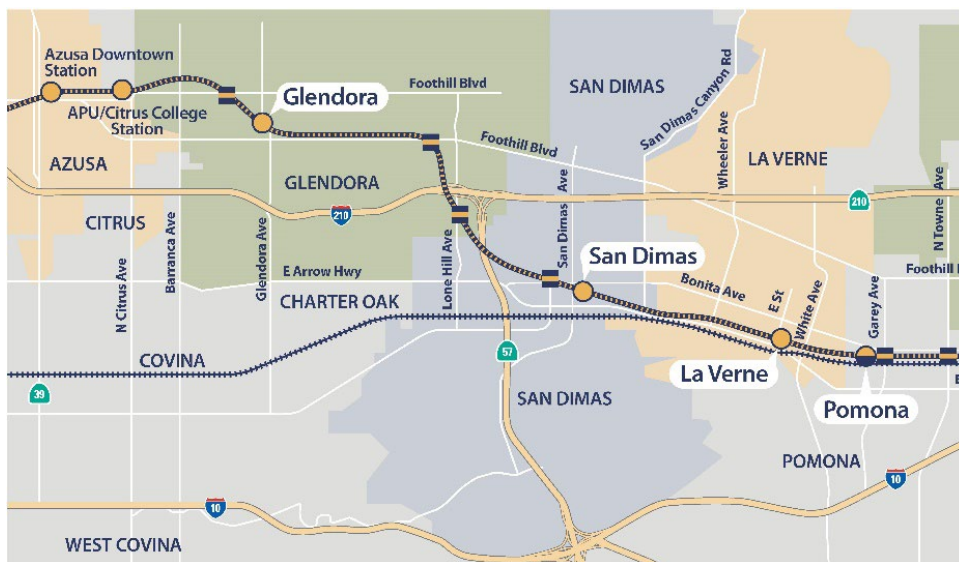 Azusa Downtown
Station
APU/Citrus College
Station
Glendora
Foothill Blvd
SAN DIMAS
San Dimas Canyon Rd
Wheeler Ave
LA VERNE
Foothill Blvd
AZUSA
GLENDORA
210
210
N Towne Ave
CITRUS
N Citrus Ave
Barranca Ave
Glendora Ave
Lone Hill Ave
San Dimas Ave
San Dimas
E Arrow Hwy
CHARTER OAK
Bonita Ave
E St
White Ave
Garey Ave
Foothill
COVINA
57
La Verne
39
SAN DIMAS
Pomona
POMONA
10
10
WEST COVINA